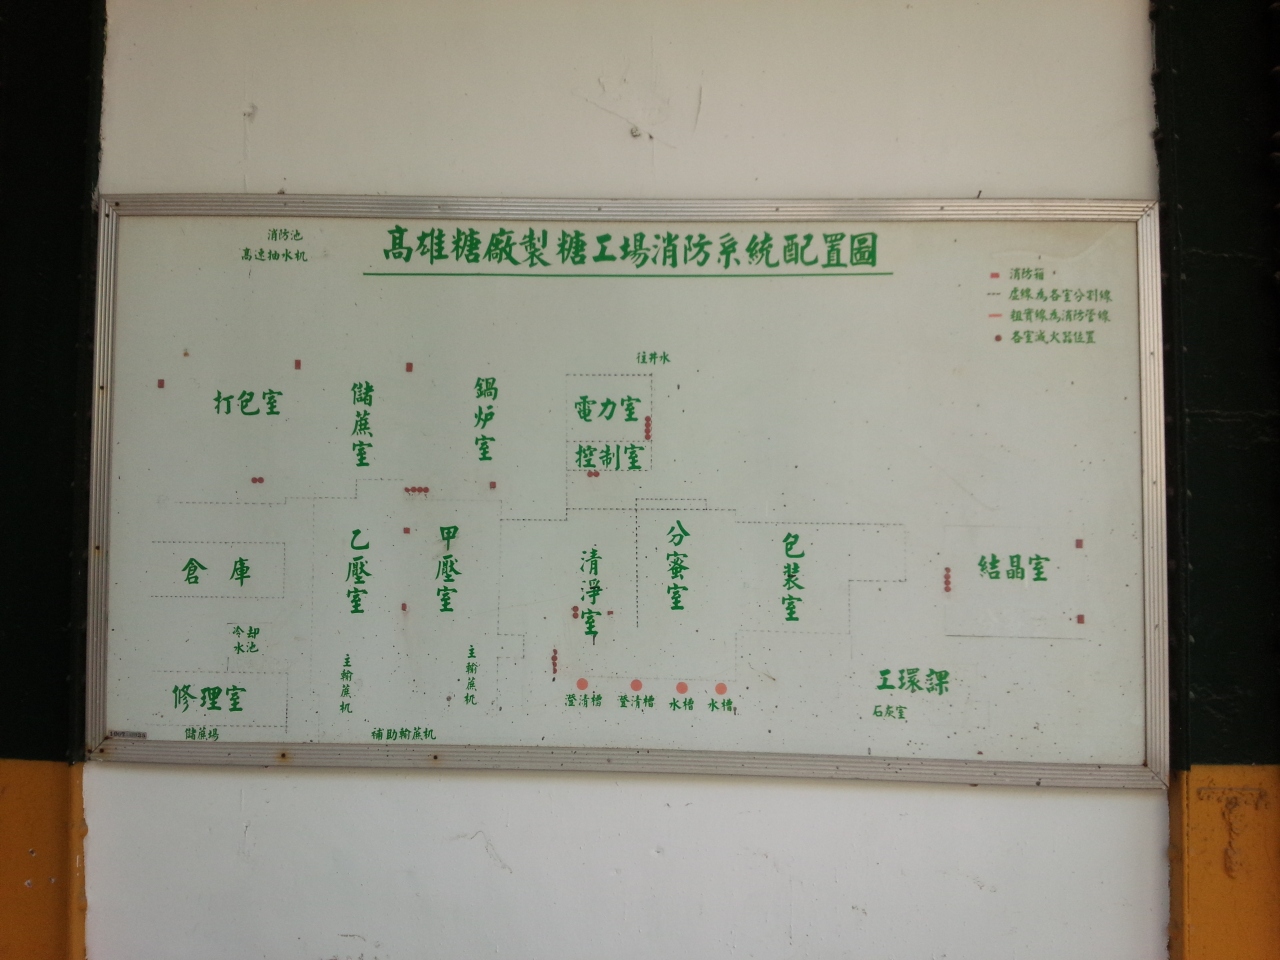 高雄糖廠製糖工場消防系統配置圖
消防池
高速抽水机
消防箱
虛線為各室分割線
粗實線為消防管線
各室滅火器位置
往井水
打包室
儲蔗室
鍋炉室
電力室
控制室
倉庫
乙壓室
甲壓室
清淨室
分蜜室
包裝室
結晶室
冷却
水池
修理室
儲蔗場
主輸蔗机
主輸蔗机
補助輸蔗机
澄清槽
澄清槽
水槽
水槽
工環課
石灰室